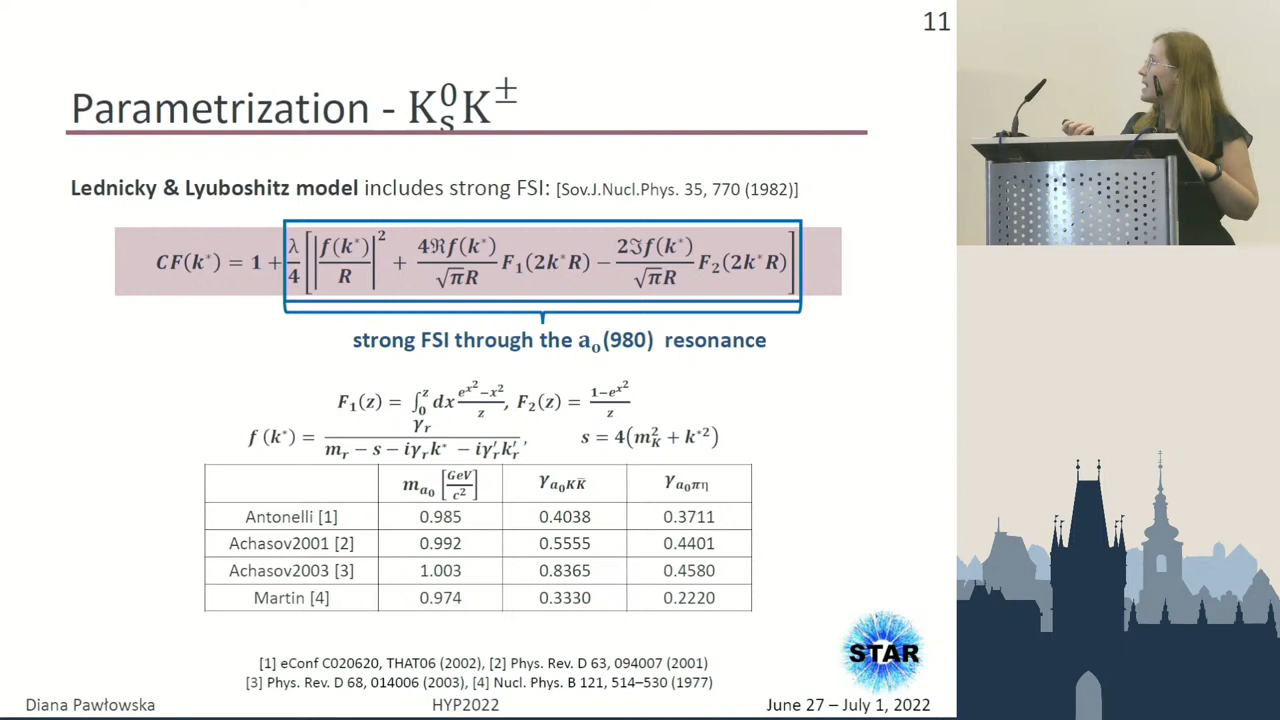 11
Parametrization - K⁰ₛK±
Lednicky & Lyuboshitz model includes strong FSI: [Sov.J.Nucl.Phys. 35, 770 (1982)]
CF(k*) = 1 + λ/4 [ |f(k*)/R|² + 4ℜf(k*)/(√πR) F₁(2k*R) − 2ℑf(k*)/(√πR) F₂(2k*R) ]
strong FSI through the a₀(980) resonance
F₁(z) = ∫₀ᶻ dx (e^(x²−x²))/z, F₂(z) = (1−e^(x²))/z
f (k*) = γᵣ/(mᵣ − s − iγᵣk* − iγ′ᵣk′ᵣ), s = 4(m²_K + k*²)
m_a₀ [GeV/c²] γ_a₀KK̅ γ_a₀πη
Antonelli [1] 0.985 0.4038 0.3711
Achasov2001 [2] 0.992 0.5555 0.4401
Achasov2003 [3] 1.003 0.8365 0.4580
Martin [4] 0.974 0.3330 0.2220
STAR
[1] eConf C020620, THAT06 (2002), [2] Phys. Rev. D 63, 094007 (2001)
[3] Phys. Rev. D 68, 014006 (2003), [4] Nucl. Phys. B 121, 514–530 (1977)
Diana Pawłowska HYP2022 June 27 – July 1, 2022